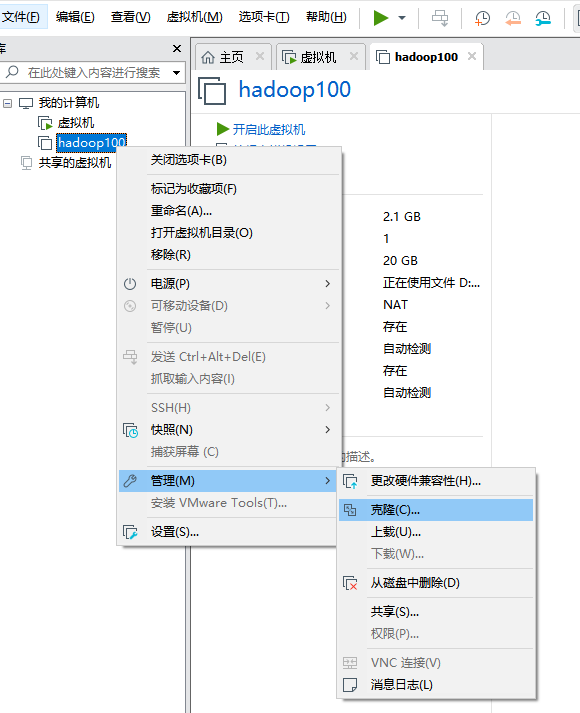 文件(F) 编辑(E) 查看(V) 虚拟机(M) 选项卡(T) 帮助(H)
库
在此处键入内容进行搜索
我的计算机
虚拟机
hadoop100
共享的虚拟机
主页 虚拟机 hadoop100
hadoop100
开启此虚拟机
2.1 GB
1
20 GB
正在使用文件 D:...
NAT
存在
自动检测
存在
自动检测
描述。
关闭选项卡(B)
标记为收藏项(F)
重命名(A)...
打开虚拟机目录(O)
移除(R)
电源(P)
可移动设备(D)
暂停(U)
发送 Ctrl+Alt+Del(E)
抓取输入内容(I)
SSH(H)
快照(N)
捕获屏幕 (C)
管理(M)
安装 VMware Tools(T)...
设置(S)...
更改硬件兼容性(H)...
克隆(C)...
上载(U)...
下载(W)...
从磁盘中删除(D)
共享(S)...
权限(P)...
VNC 连接(V)
消息日志(L)